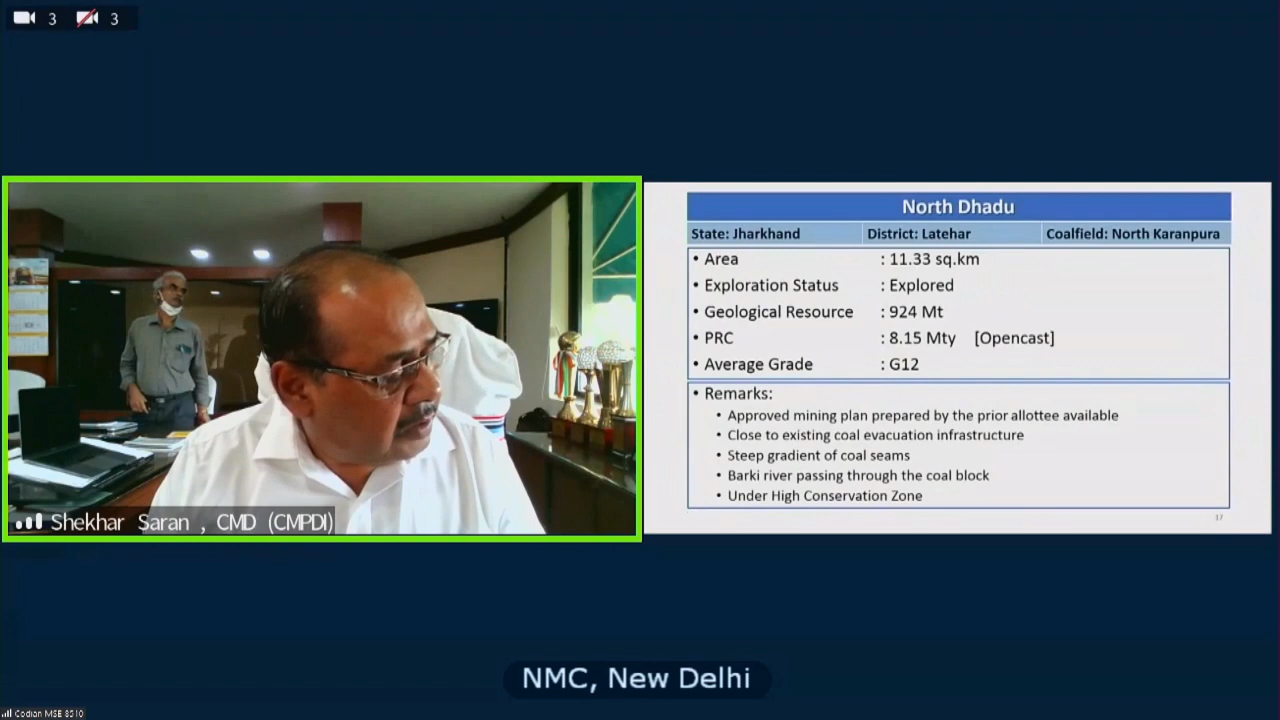 3 3
Shekhar Saran , CMD (CMPDI)
North Dhadu
State: Jharkhand District: Latehar Coalfield: North Karanpura
• Area : 11.33 sq.km
• Exploration Status : Explored
• Geological Resource : 924 Mt
• PRC : 8.15 Mty [Opencast]
• Average Grade : G12
• Remarks:
• Approved mining plan prepared by the prior allottee available
• Close to existing coal evacuation infrastructure
• Steep gradient of coal seams
• Barki river passing through the coal block
• Under High Conservation Zone
17
NMC, New Delhi
Codian MSE 8510